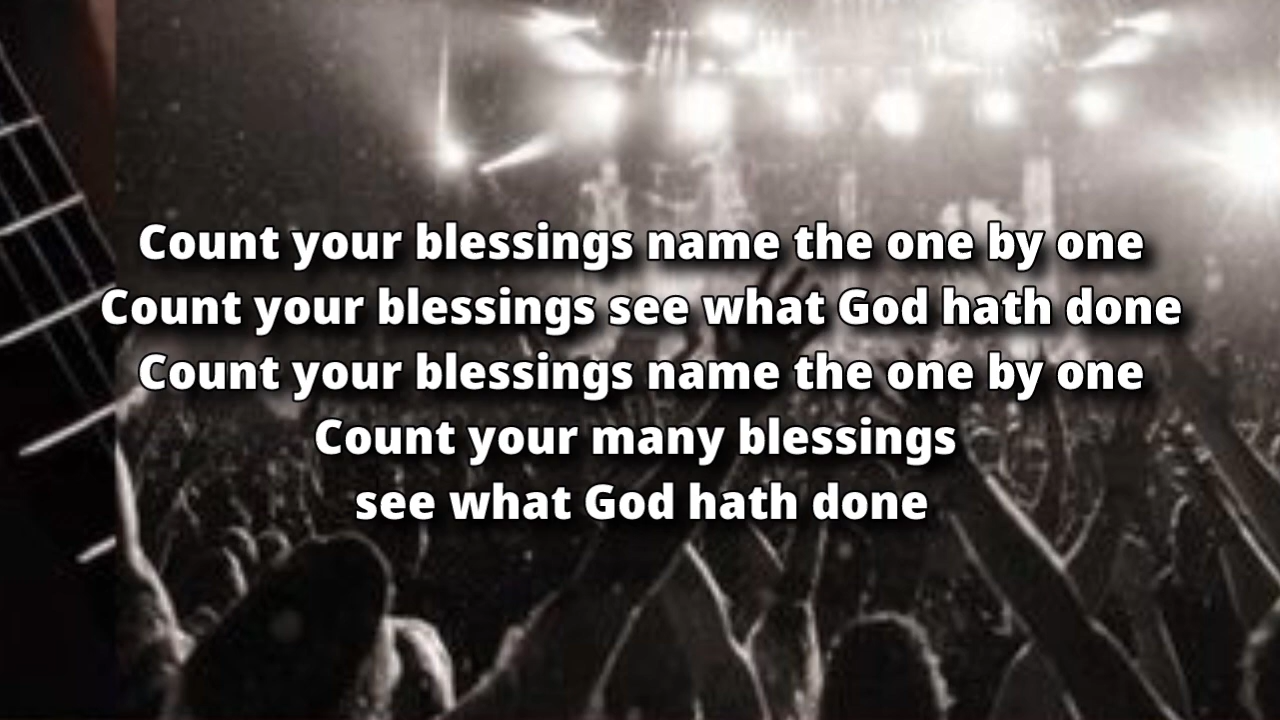 Count your blessings name the one by one
Count your blessings see what God hath done
Count your blessings name the one by one
Count your many blessings
see what God hath done